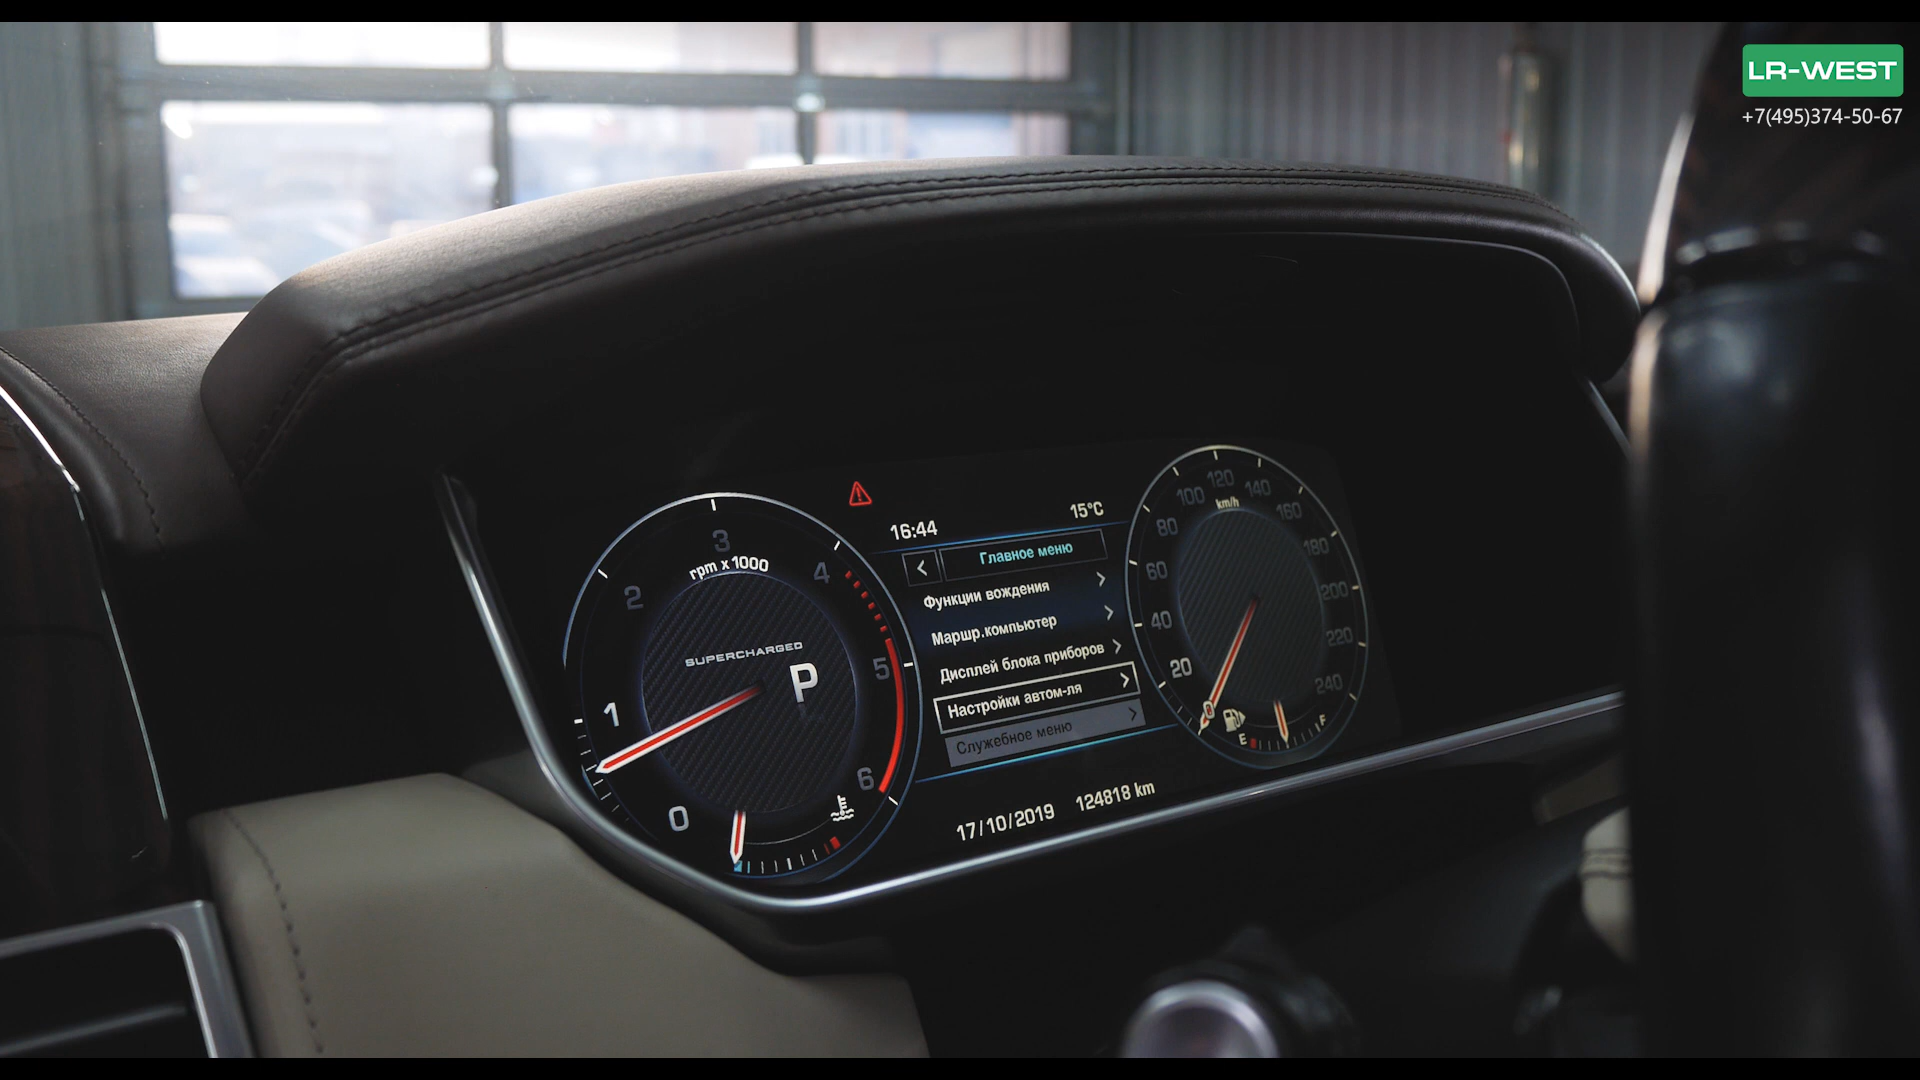 LR-WEST
+7(495)374-50-67
16:44
15°C
Главное меню
Функции вождения
Маршр.компьютер
Дисплей блока приборов
Настройки автом-ля
Служебное меню
17/10/2019 124818 km
0
1
2
3
4
5
6
rpm x 1000
SUPERCHARGED
P
0
20
40
60
80
100
120
140
160
180
200
220
240
km/h
E
F